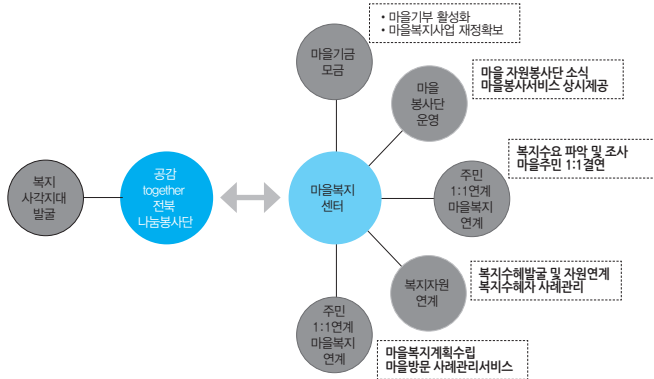 • 마을기부 활성화
• 마을복지사업 재정확보
마을기금
모금
마을 자원봉사단 소식
마을봉사서비스 상시제공
마을
봉사단
운영
복지수요 파악 및 조사
마을주민 1:1결연
주민
1:1연계
마을복지
연계
복지
사각지대
발굴
공감
together
전북
나눔봉사단
마을복지
센터
복지수혜발굴 및 자원연계
복지수혜자 사례관리
복지자원
연계
주민
1:1연계
마을복지
연계
마을복지계획수립
마을방문 사례관리서비스